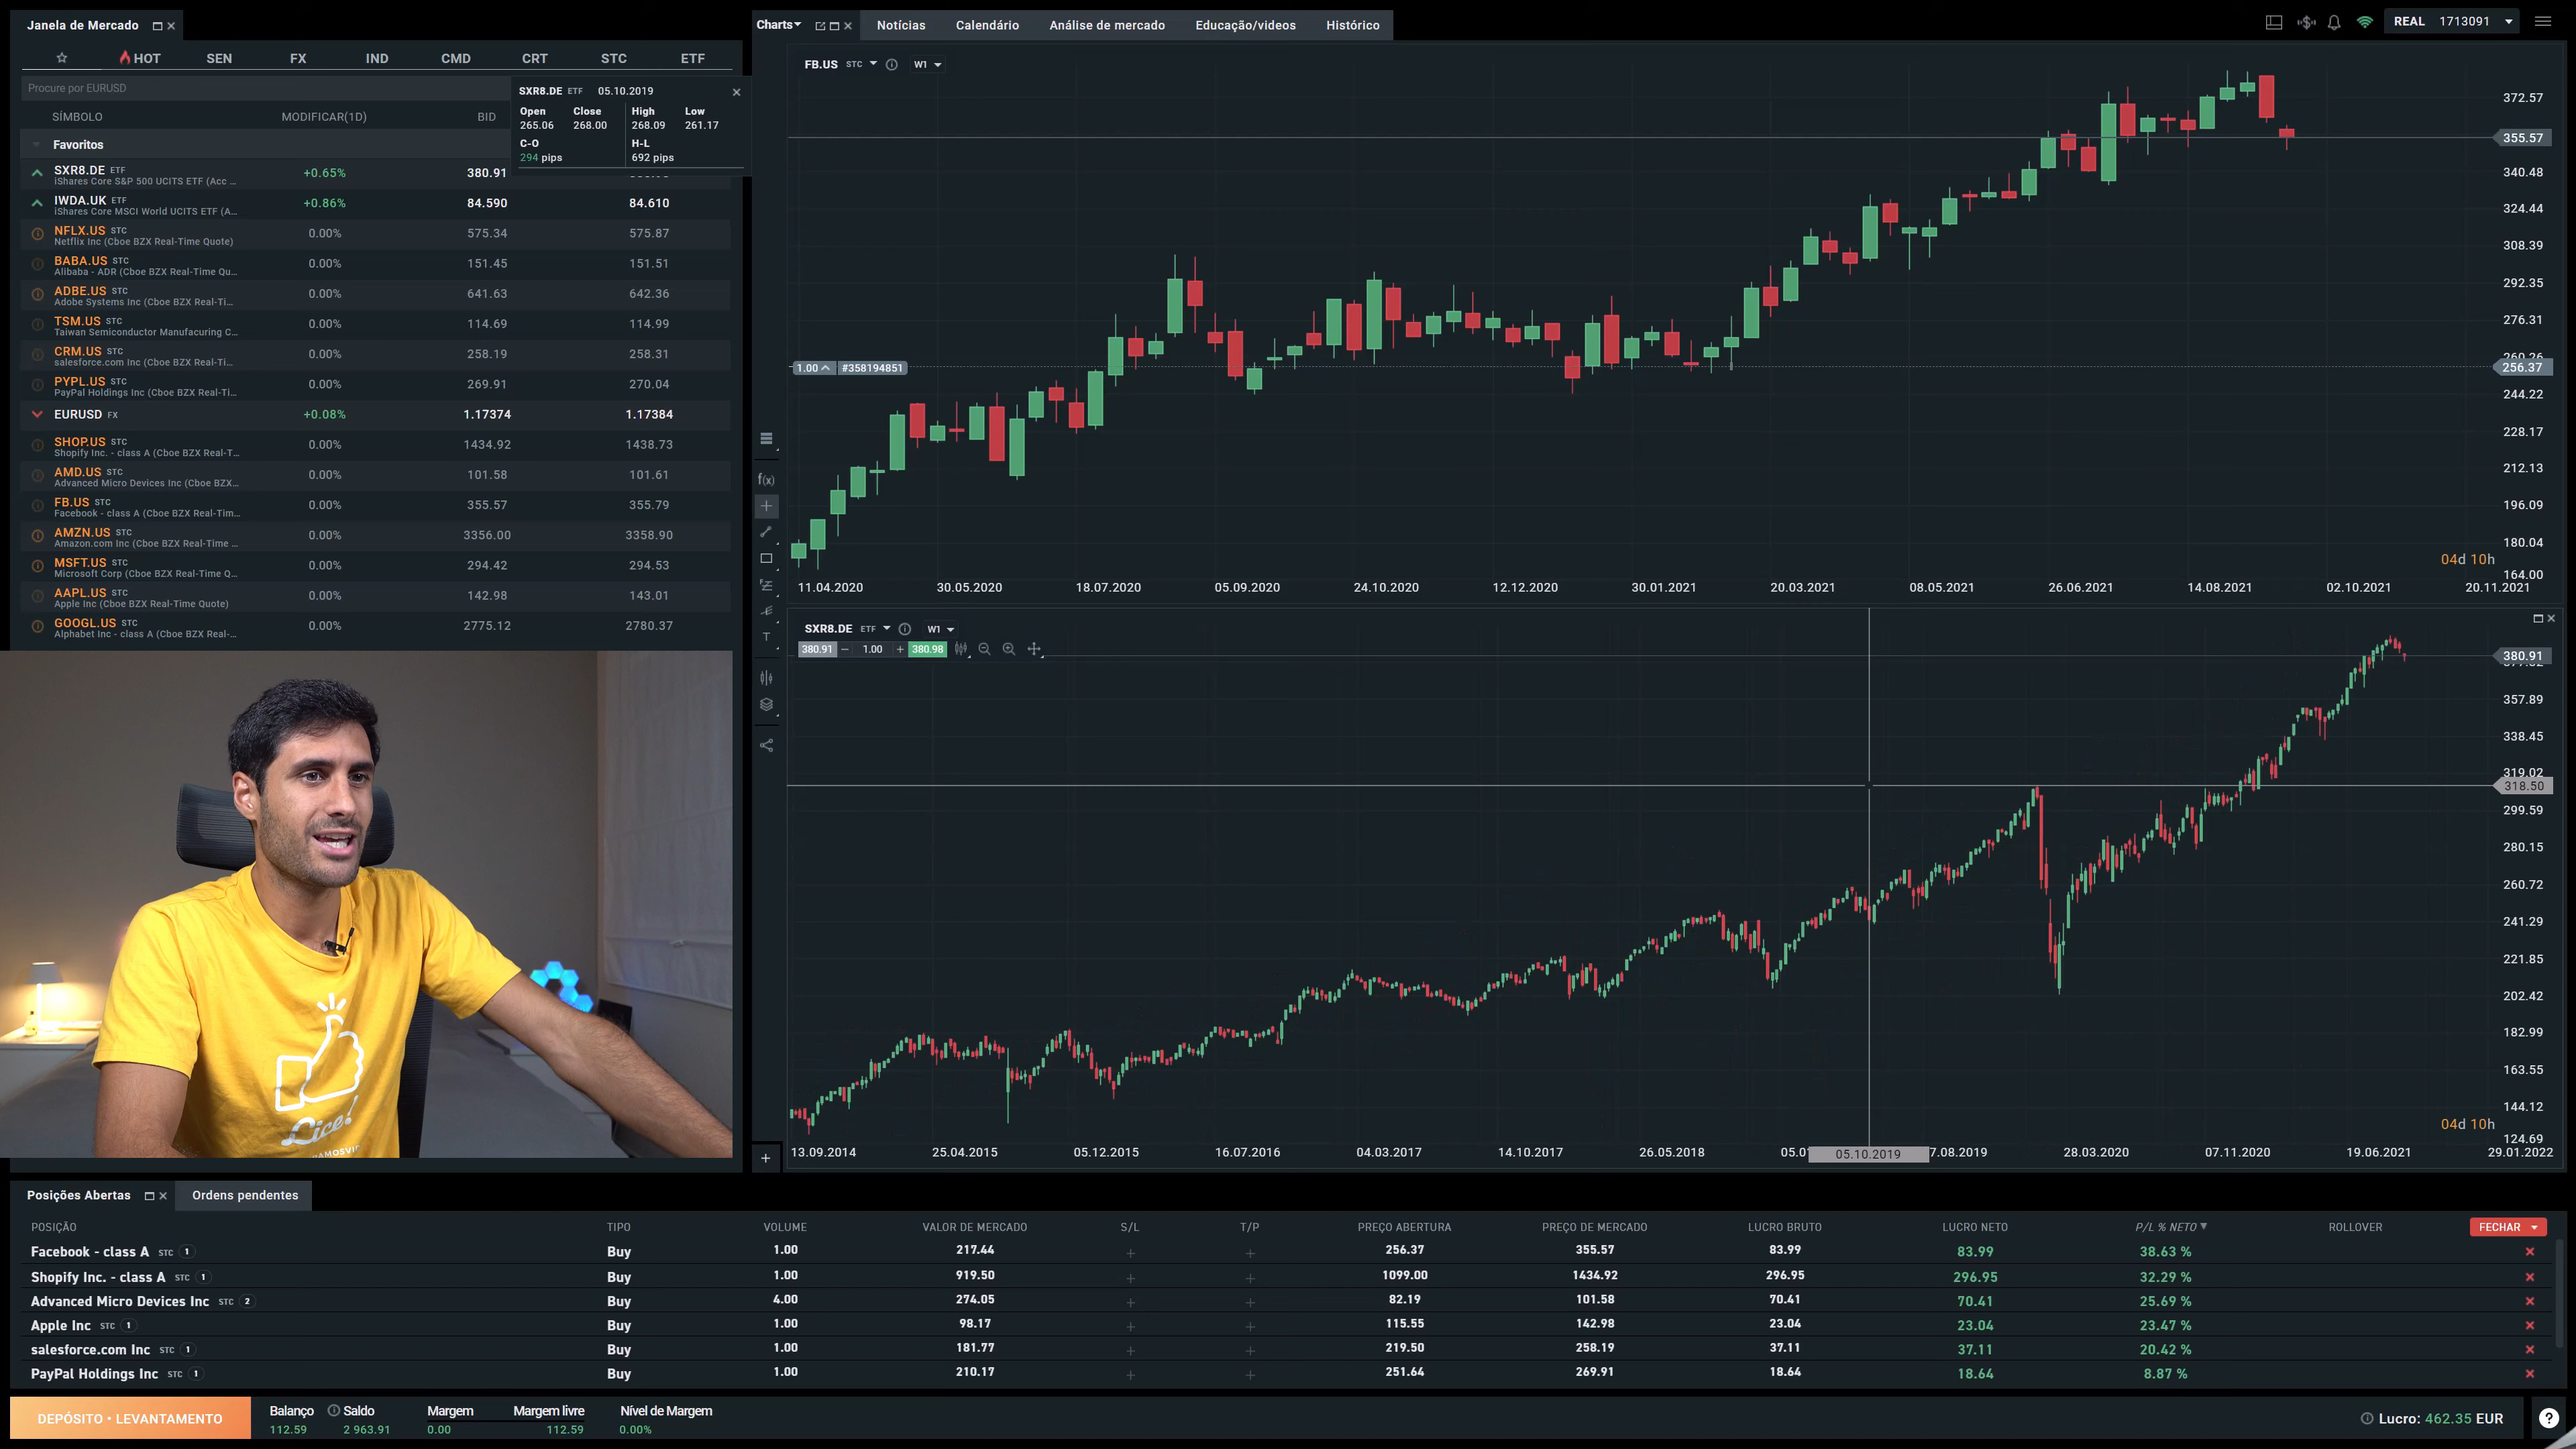 Janela de Mercado
HOT SEN FX IND CMD CRT STC ETF
Procure por EURUSD
SÍMBOLO MODIFICAR(1D) BID
Favoritos
SXR8.DE ETF +0.65% 380.91
iShares Core S&P 500 UCITS ETF (Acc ...
IWDA.UK ETF +0.86% 84.590 84.610
iShares Core MSCI World UCITS ETF (A...
NFLX.US STC 0.00% 575.34 575.87
Netflix Inc (Cboe BZX Real-Time Quote)
BABA.US STC 0.00% 151.45 151.51
Alibaba - ADR (Cboe BZX Real-Time Qu...
ADBE.US STC 0.00% 641.63 642.36
Adobe Systems Inc (Cboe BZX Real-Ti...
TSM.US STC 0.00% 114.69 114.99
Taiwan Semiconductor Manufacuring C...
CRM.US STC 0.00% 258.19 258.31
salesforce.com Inc (Cboe BZX Real-Ti...
PYPL.US STC 0.00% 269.91 270.04
PayPal Holdings Inc (Cboe BZX Real-Ti...
EURUSD FX +0.08% 1.17374 1.17384
SHOP.US STC 0.00% 1434.92 1438.73
Shopify Inc. - class A (Cboe BZX Real-T...
AMD.US STC 0.00% 101.58 101.61
Advanced Micro Devices Inc (Cboe BZX...
FB.US STC 0.00% 355.57 355.79
Facebook - class A (Cboe BZX Real-Tim...
AMZN.US STC 0.00% 3356.00 3358.90
Amazon.com Inc (Cboe BZX Real-Time ...
MSFT.US STC 0.00% 294.42 294.53
Microsoft Corp (Cboe BZX Real-Time Q...
AAPL.US STC 0.00% 142.98 143.01
Apple Inc (Cboe BZX Real-Time Quote)
GOOGL.US STC 0.00% 2775.12 2780.37
Alphabet Inc - class A (Cboe BZX Real-...
SXR8.DE ETF 05.10.2019
Open Close High Low
265.06 268.00 268.09 261.17
C-O H-L
294 pips 692 pips
Lice!
Charts Notícias Calendário Análise de mercado Educação/videos Histórico
REAL 1713091
FB.US STC W1
372.57
355.57
340.48
324.44
308.39
292.35
276.31
260.26
1.00 #358194851 256.37
244.22
228.17
212.13
196.09
180.04
04d 10h
164.00
11.04.2020 30.05.2020 18.07.2020 05.09.2020 24.10.2020 12.12.2020 30.01.2021 20.03.2021 08.05.2021 26.06.2021 14.08.2021 02.10.2021 20.11.2021
f(x)
T
SXR8.DE ETF W1
380.91 1.00 380.98
380.91
357.89
338.45
319.02
318.50
299.59
280.15
260.72
241.29
221.85
202.42
182.99
163.55
144.12
04d 10h
124.69
13.09.2014 25.04.2015 05.12.2015 16.07.2016 04.03.2017 14.10.2017 26.05.2018 05.0 05.10.2019 7.08.2019 28.03.2020 07.11.2020 19.06.2021 29.01.2022
Posições Abertas Ordens pendentes
POSIÇÃO TIPO VOLUME VALOR DE MERCADO S/L T/P PREÇO ABERTURA PREÇO DE MERCADO LUCRO BRUTO LUCRO NETO P/L % NETO ROLLOVER FECHAR
Facebook - class A STC 1 Buy 1.00 217.44 256.37 355.57 83.99 83.99 38.63 %
Shopify Inc. - class A STC 1 Buy 1.00 919.50 1099.00 1434.92 296.95 296.95 32.29 %
Advanced Micro Devices Inc STC 2 Buy 4.00 274.05 82.19 101.58 70.41 70.41 25.69 %
Apple Inc STC 1 Buy 1.00 98.17 115.55 142.98 23.04 23.04 23.47 %
salesforce.com Inc STC 1 Buy 1.00 181.77 219.50 258.19 37.11 37.11 20.42 %
PayPal Holdings Inc STC 1 Buy 1.00 210.17 251.64 269.91 18.64 18.64 8.87 %
DEPÓSITO • LEVANTAMENTO
Balanço Saldo Margem Margem livre Nível de Margem
112.59 2 963.91 0.00 112.59 0.00%
Lucro: 462.35 EUR
?